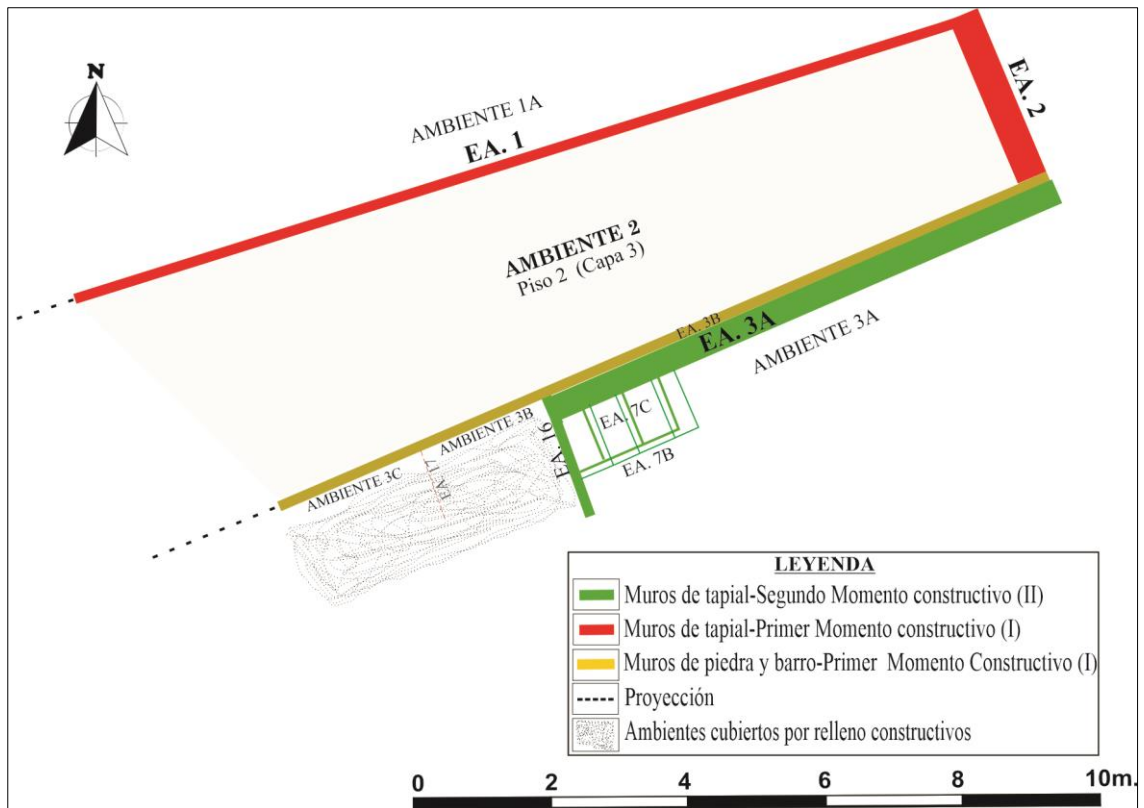 N
AMBIENTE 1A
EA. 1
EA. 2
AMBIENTE 2
Piso 2 (Capa 3)
EA. 3B
EA. 3A
AMBIENTE 3A
AMBIENTE 3B
EA. 16
EA. 7C
EA. 7B
AMBIENTE 3C
EA. 17
LEYENDA
Muros de tapial-Segundo Momento constructivo (II)
Muros de tapial-Primer Momento constructivo (I)
Muros de piedra y barro-Primer Momento Constructivo (I)
Proyección
Ambientes cubiertos por relleno constructivos
0 2 4 6 8 10m.